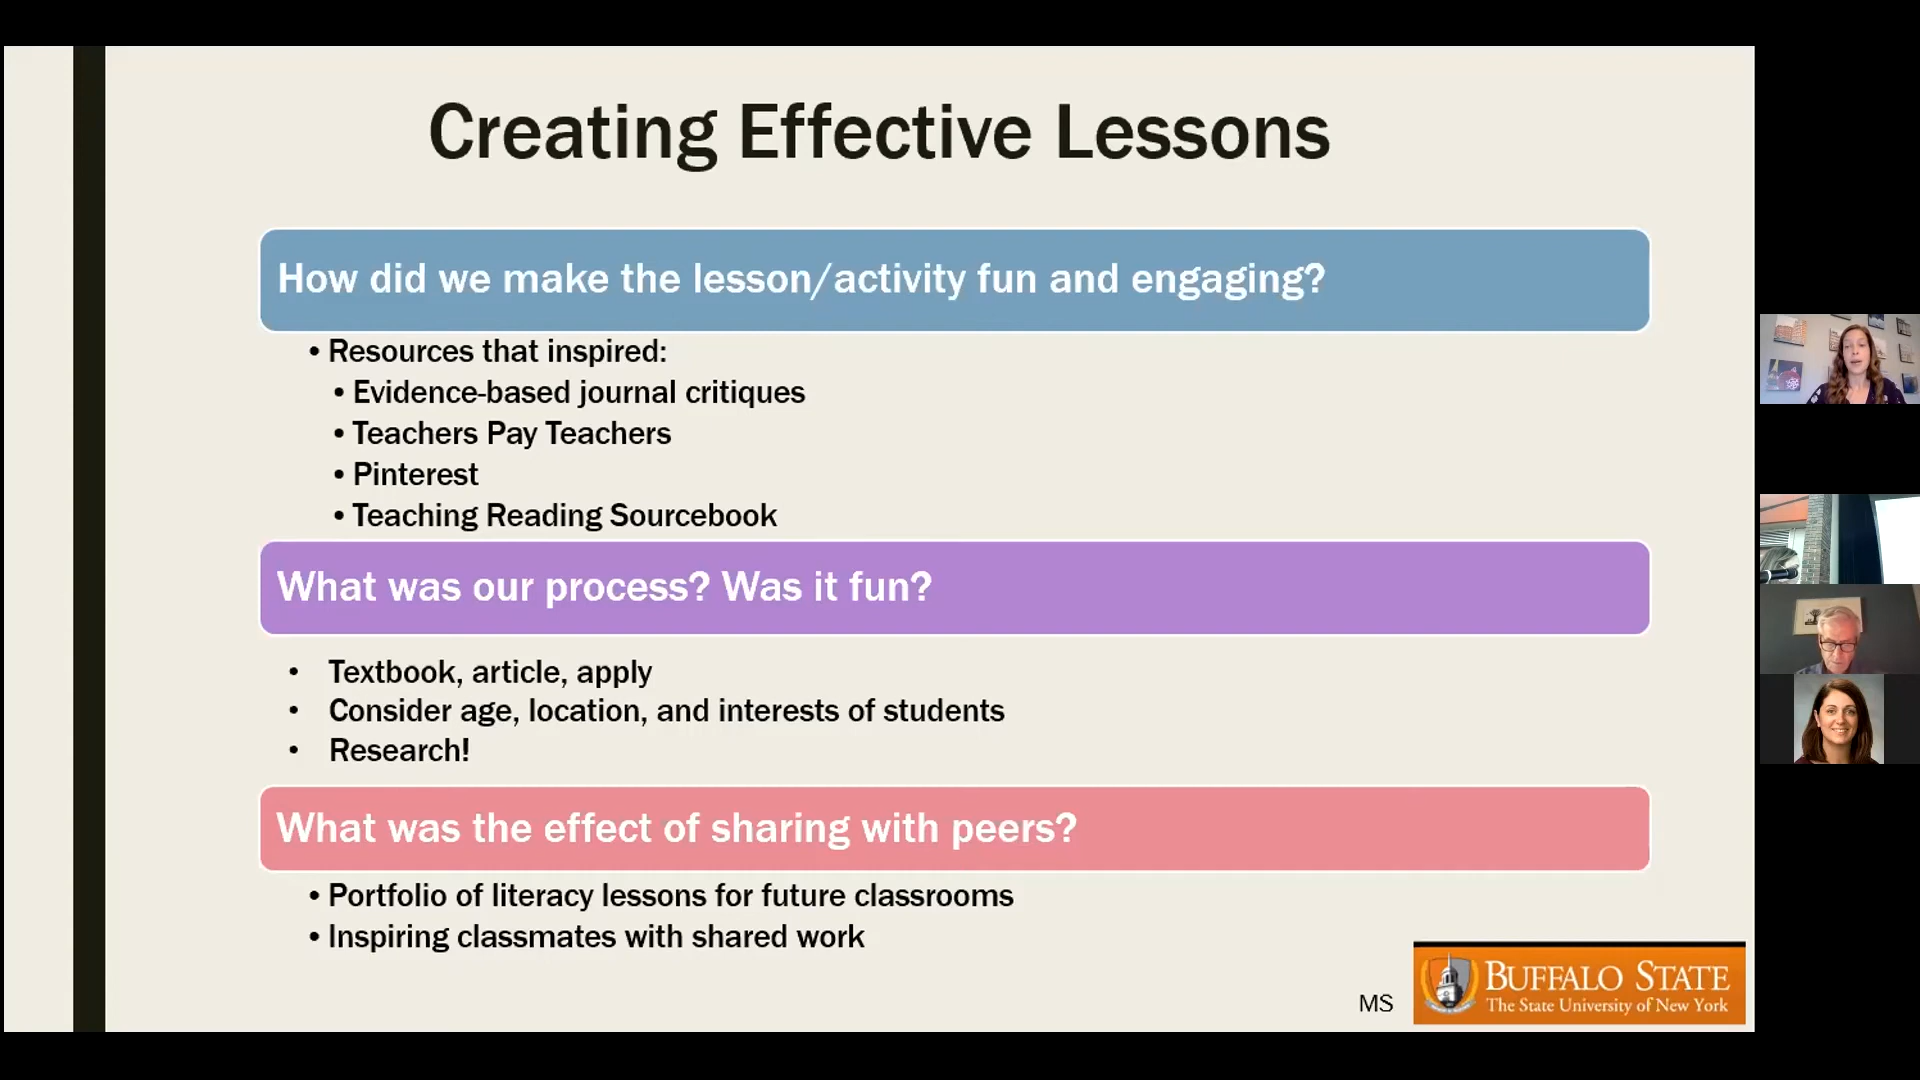 Creating Effective Lessons
How did we make the lesson/activity fun and engaging?
• Resources that inspired:
• Evidence-based journal critiques
• Teachers Pay Teachers
• Pinterest
• Teaching Reading Sourcebook
What was our process? Was it fun?
• Textbook, article, apply
• Consider age, location, and interests of students
• Research!
What was the effect of sharing with peers?
• Portfolio of literacy lessons for future classrooms
• Inspiring classmates with shared work
MS
BUFFALO STATE
The State University of New York